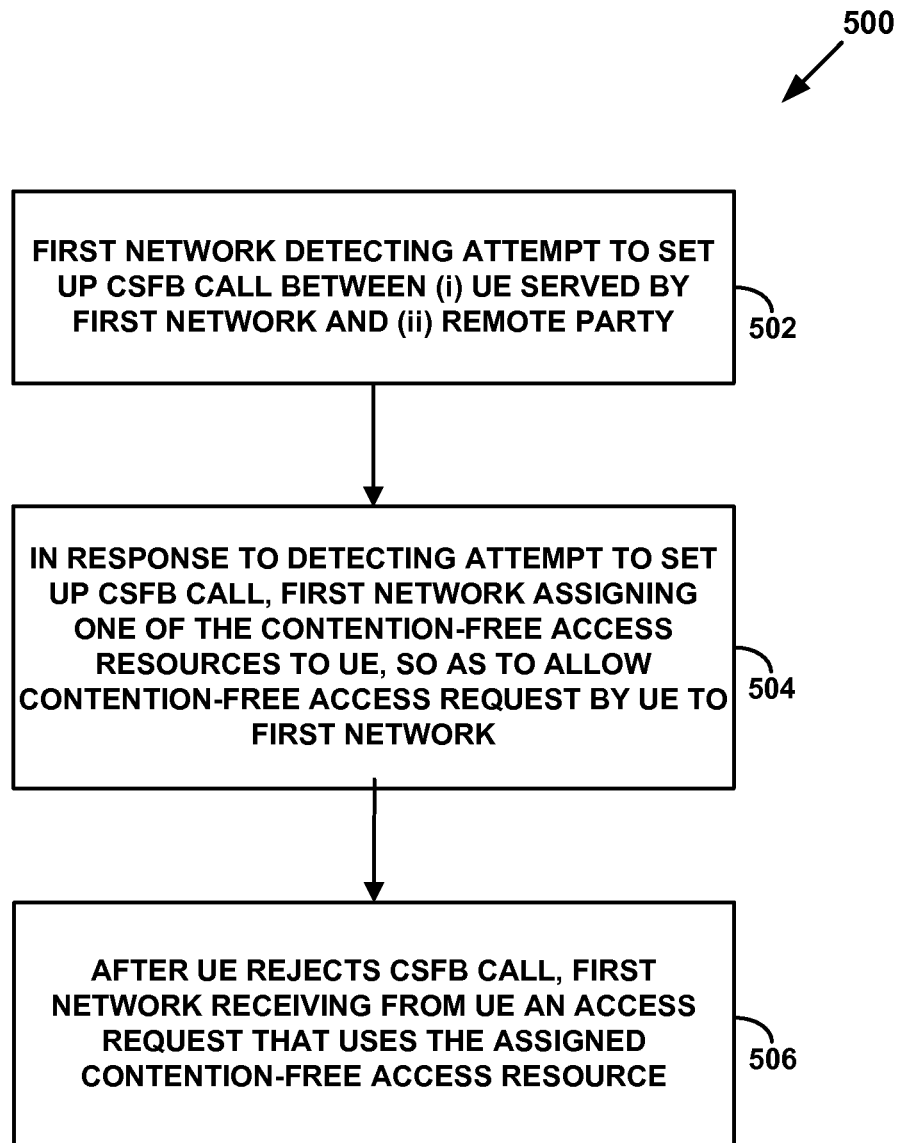 500
FIRST NETWORK DETECTING ATTEMPT TO SET
UP CSFB CALL BETWEEN (i) UE SERVED BY
FIRST NETWORK AND (ii) REMOTE PARTY
502
IN RESPONSE TO DETECTING ATTEMPT TO SET
UP CSFB CALL, FIRST NETWORK ASSIGNING
ONE OF THE CONTENTION-FREE ACCESS
RESOURCES TO UE, SO AS TO ALLOW
CONTENTION-FREE ACCESS REQUEST BY UE TO
FIRST NETWORK
504
AFTER UE REJECTS CSFB CALL, FIRST
NETWORK RECEIVING FROM UE AN ACCESS
REQUEST THAT USES THE ASSIGNED
CONTENTION-FREE ACCESS RESOURCE
506